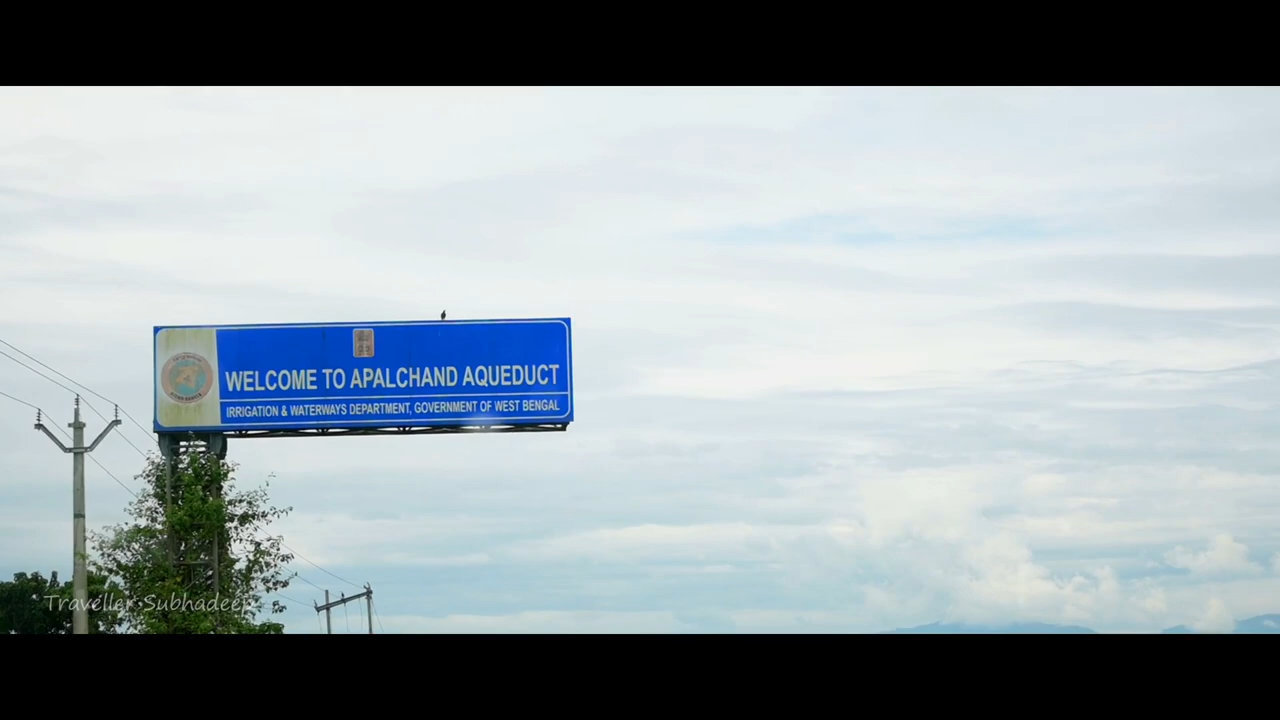 WELCOME TO APALCHAND AQUEDUCT
IRRIGATION & WATERWAYS DEPARTMENT, GOVERNMENT OF WEST BENGAL
Traveller Subhadeep